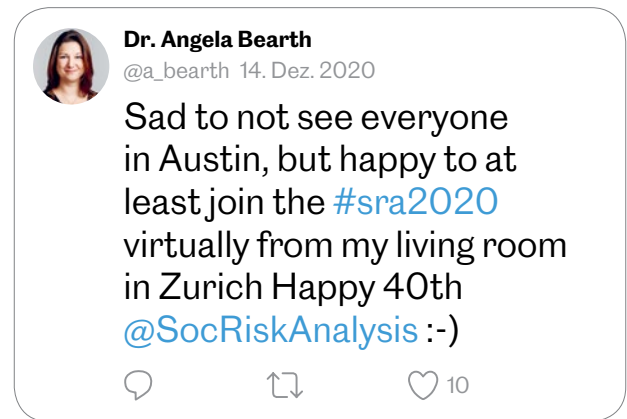 Dr. Angela Bearth
@a_bearth 14. Dez. 2020
Sad to not see everyone
in Austin, but happy to at
least join the #sra2020
virtually from my living room
in Zurich Happy 40th
@SocRiskAnalysis :-)
10